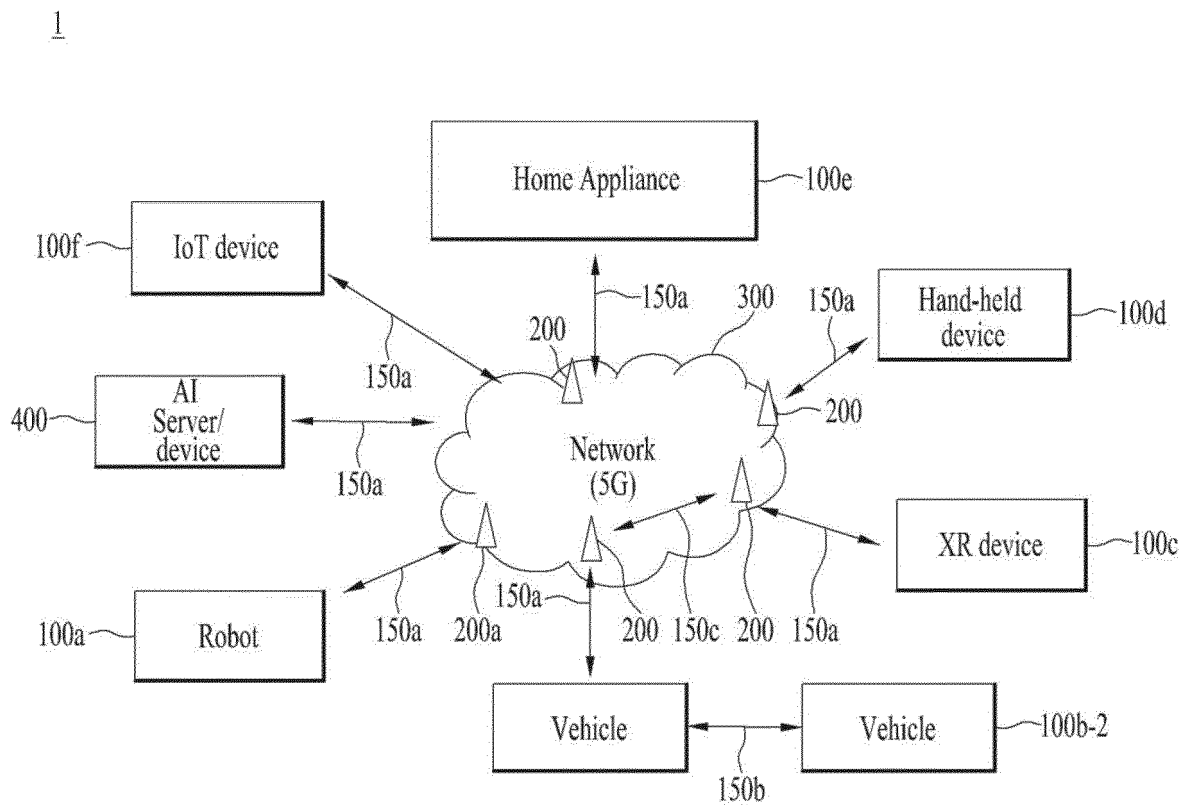 1
Home Appliance
100e
100f
IoT device
150a
300
150a
Hand-held
device
100d
200
150a
400
AI
Server/
device
150a
200
Network
(5G)
XR device
100c
150a
200a
150a
200
150c
200
150a
100a
Robot
Vehicle
Vehicle
100b-2
150b
150a